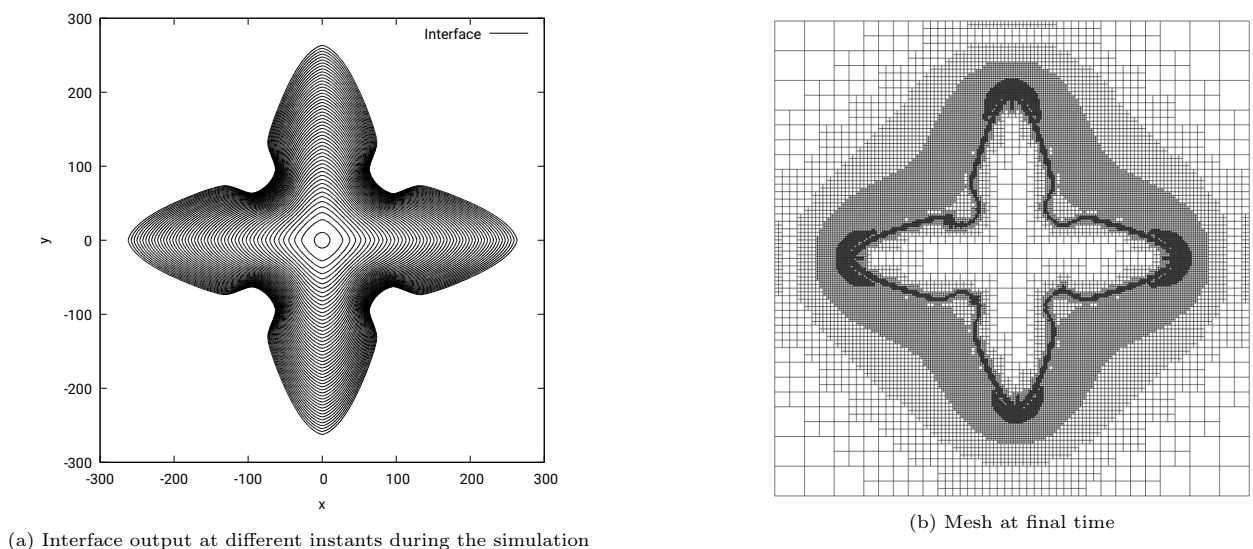 300
200
100
0
-100
-200
-300
-300
-200
-100
0
100
200
300
y
x
Interface
(a) Interface output at different instants during the simulation
(b) Mesh at final time